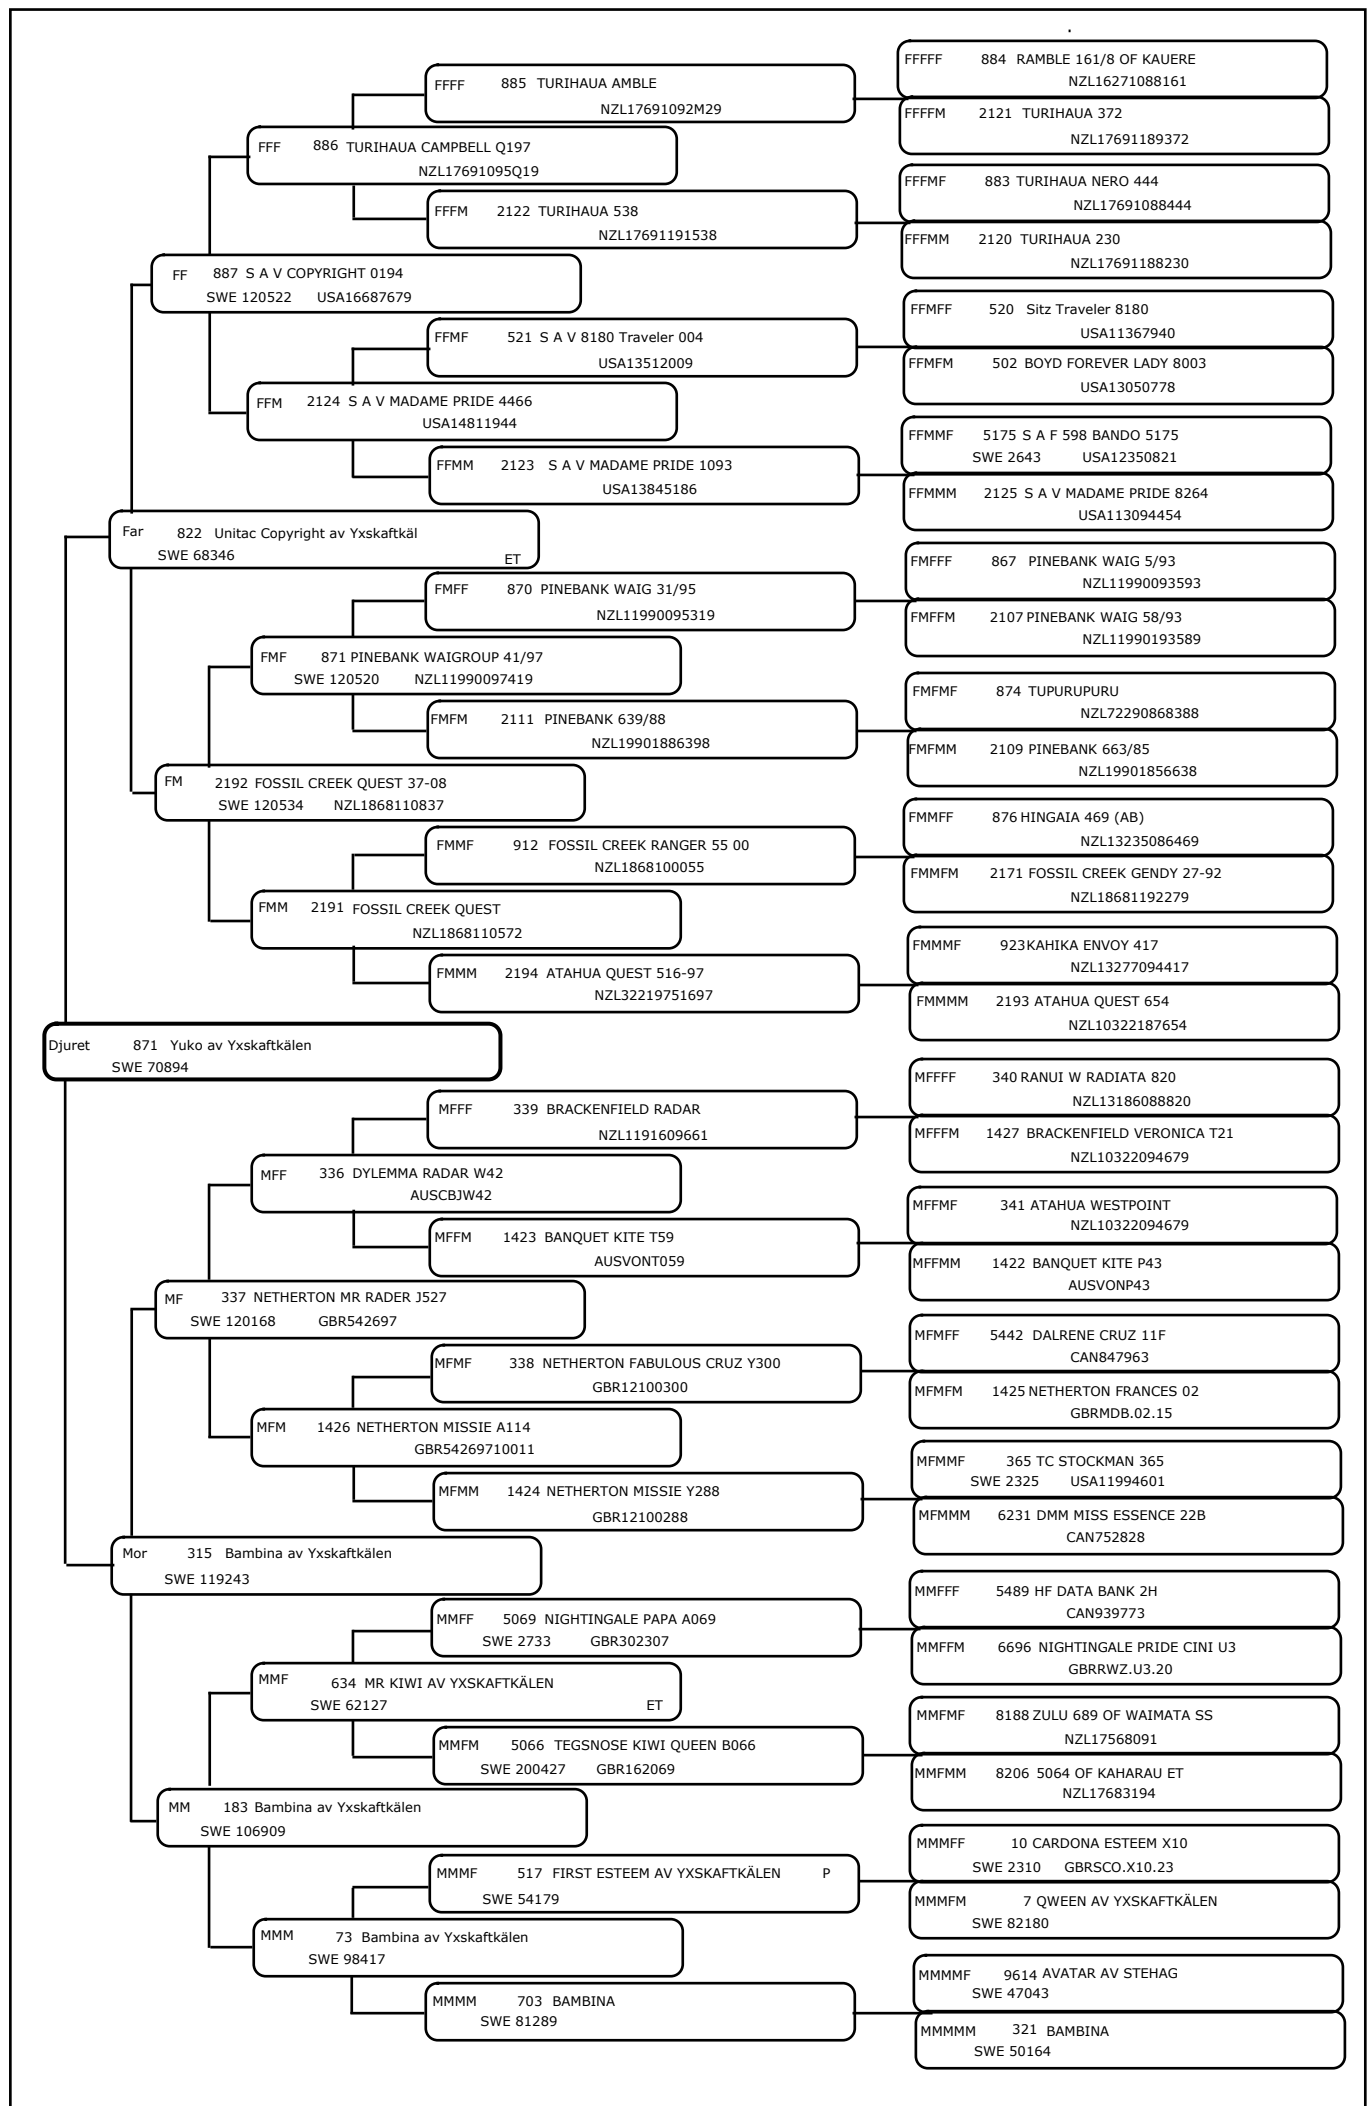 FFFFF 884 RAMBLE 161/8 OF KAUERE
NZL16271088161
FFFF 885 TURIHAUA AMBLE
NZL17691092M29
FFFFM 2121 TURIHAUA 372
NZL17691189372
FFF 886 TURIHAUA CAMPBELL Q197
NZL17691095Q19
FFFMF 883 TURIHAUA NERO 444
NZL17691088444
FFFM 2122 TURIHAUA 538
NZL17691191538
FFFMM 2120 TURIHAUA 230
NZL17691188230
FF 887 S A V COPYRIGHT 0194
SWE 120522 USA16687679
FFMFF 520 Sitz Traveler 8180
USA11367940
FFMF 521 S A V 8180 Traveler 004
USA13512009
FFMFM 502 BOYD FOREVER LADY 8003
USA13050778
FFM 2124 S A V MADAME PRIDE 4466
USA14811944
FFMMF 5175 S A F 598 BANDO 5175
SWE 2643 USA12350821
FFMM 2123 S A V MADAME PRIDE 1093
USA13845186
FFMMM 2125 S A V MADAME PRIDE 8264
USA113094454
Far 822 Unitac Copyright av Yxskaftkäl
SWE 68346 ET
FMFFF 867 PINEBANK WAIG 5/93
NZL11990093593
FMFF 870 PINEBANK WAIG 31/95
NZL11990095319
FMFFM 2107 PINEBANK WAIG 58/93
NZL11990193589
FMF 871 PINEBANK WAIGROUP 41/97
SWE 120520 NZL11990097419
FMFMF 874 TUPURUPURU
NZL72290868388
FMFM 2111 PINEBANK 639/88
NZL19901886398
FMFMM 2109 PINEBANK 663/85
NZL19901856638
FM 2192 FOSSIL CREEK QUEST 37-08
SWE 120534 NZL1868110837
FMMFF 876 HINGAIA 469 (AB)
NZL13235086469
FMMF 912 FOSSIL CREEK RANGER 55 00
NZL1868100055
FMMFM 2171 FOSSIL CREEK GENDY 27-92
NZL18681192279
FMM 2191 FOSSIL CREEK QUEST
NZL1868110572
FMMMF 923 KAHIKA ENVOY 417
NZL13277094417
FMMM 2194 ATAHUA QUEST 516-97
NZL32219751697
FMMMM 2193 ATAHUA QUEST 654
NZL10322187654
Djuret 871 Yuko av Yxskaftkälen
SWE 70894
MFFFF 340 RANUI W RADIATA 820
NZL13186088820
MFFF 339 BRACKENFIELD RADAR
NZL1191609661
MFFFM 1427 BRACKENFIELD VERONICA T21
NZL10322094679
MFF 336 DYLEMMA RADAR W42
AUSCBJW42
MFFMF 341 ATAHUA WESTPOINT
NZL10322094679
MFFM 1423 BANQUET KITE T59
AUSVONT059
MFFMM 1422 BANQUET KITE P43
AUSVONP43
MF 337 NETHERTON MR RADER J527
SWE 120168 GBR542697
MFMFF 5442 DALRENE CRUZ 11F
CAN847963
MFMF 338 NETHERTON FABULOUS CRUZ Y300
GBR12100300
MFMFM 1425 NETHERTON FRANCES 02
GBRMDB.02.15
MFM 1426 NETHERTON MISSIE A114
GBR54269710011
MFMMF 365 TC STOCKMAN 365
SWE 2325 USA11994601
MFMM 1424 NETHERTON MISSIE Y288
GBR12100288
MFMMM 6231 DMM MISS ESSENCE 22B
CAN752828
Mor 315 Bambina av Yxskaftkälen
SWE 119243
MMFFF 5489 HF DATA BANK 2H
CAN939773
MMFF 5069 NIGHTINGALE PAPA A069
SWE 2733 GBR302307
MMFFM 6696 NIGHTINGALE PRIDE CINI U3
GBRRWZ.U3.20
MMF 634 MR KIWI AV YXSKAFTKÄLEN
SWE 62127 ET
MMFMF 8188 ZULU 689 OF WAIMATA SS
NZL17568091
MMFM 5066 TEGSNOSE KIWI QUEEN B066
SWE 200427 GBR162069
MMFMM 8206 5064 OF KAHARAU ET
NZL17683194
MM 183 Bambina av Yxskaftkälen
SWE 106909
MMMFF 10 CARDONA ESTEEM X10
SWE 2310 GBRSCO.X10.23
MMMF 517 FIRST ESTEEM AV YXSKAFTKÄLEN P
SWE 54179
MMMFM 7 QWEEN AV YXSKAFTKÄLEN
SWE 82180
MMM 73 Bambina av Yxskaftkälen
SWE 98417
MMMMF 9614 AVATAR AV STEHAG
SWE 47043
MMMM 703 BAMBINA
SWE 81289
MMMMM 321 BAMBINA
SWE 50164